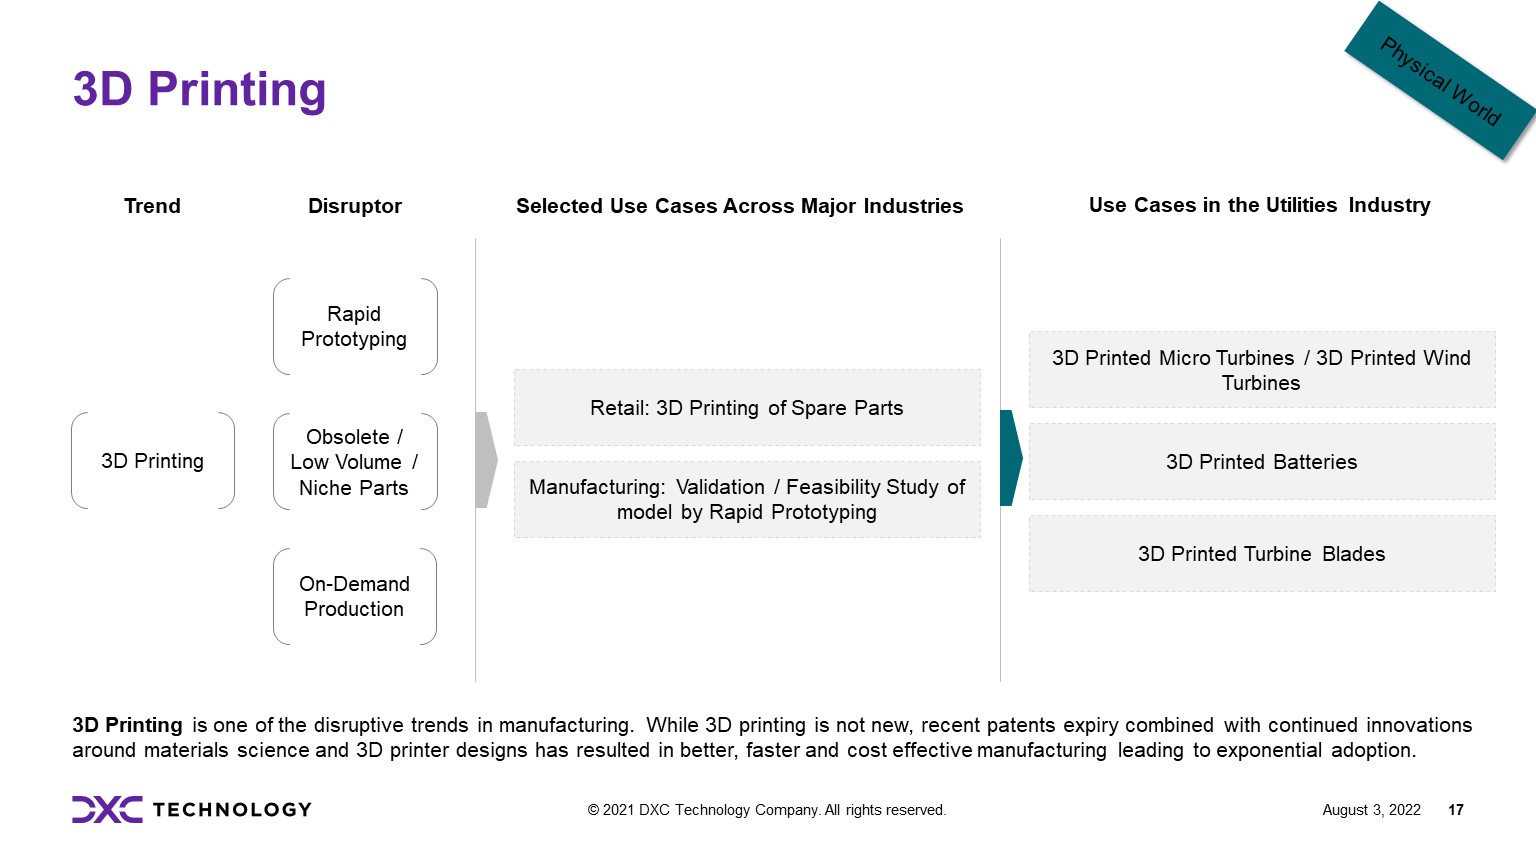 3D Printing
Physical World
Trend
Disruptor
Selected Use Cases Across Major Industries
Use Cases in the Utilities Industry
3D Printing
Rapid
Prototyping
Obsolete /
Low Volume /
Niche Parts
On-Demand
Production
Retail: 3D Printing of Spare Parts
Manufacturing: Validation / Feasibility Study of
model by Rapid Prototyping
3D Printed Micro Turbines / 3D Printed Wind
Turbines
3D Printed Batteries
3D Printed Turbine Blades
3D Printing is one of the disruptive trends in manufacturing. While 3D printing is not new, recent patents expiry combined with continued innovations
around materials science and 3D printer designs has resulted in better, faster and cost effective manufacturing leading to exponential adoption.
DXC TECHNOLOGY
© 2021 DXC Technology Company. All rights reserved.
August 3, 2022 17